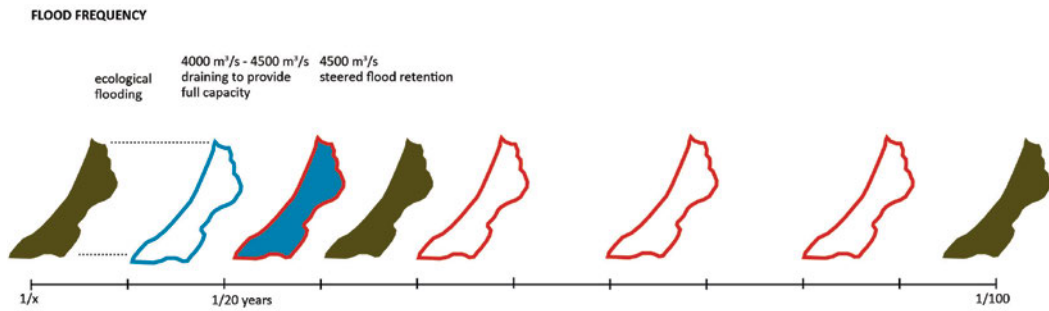 FLOOD FREQUENCY
ecological
flooding
4000 m³/s - 4500 m³/s
draining to provide
full capacity
4500 m³/s
steered flood retention
1/x
1/20 years
1/100